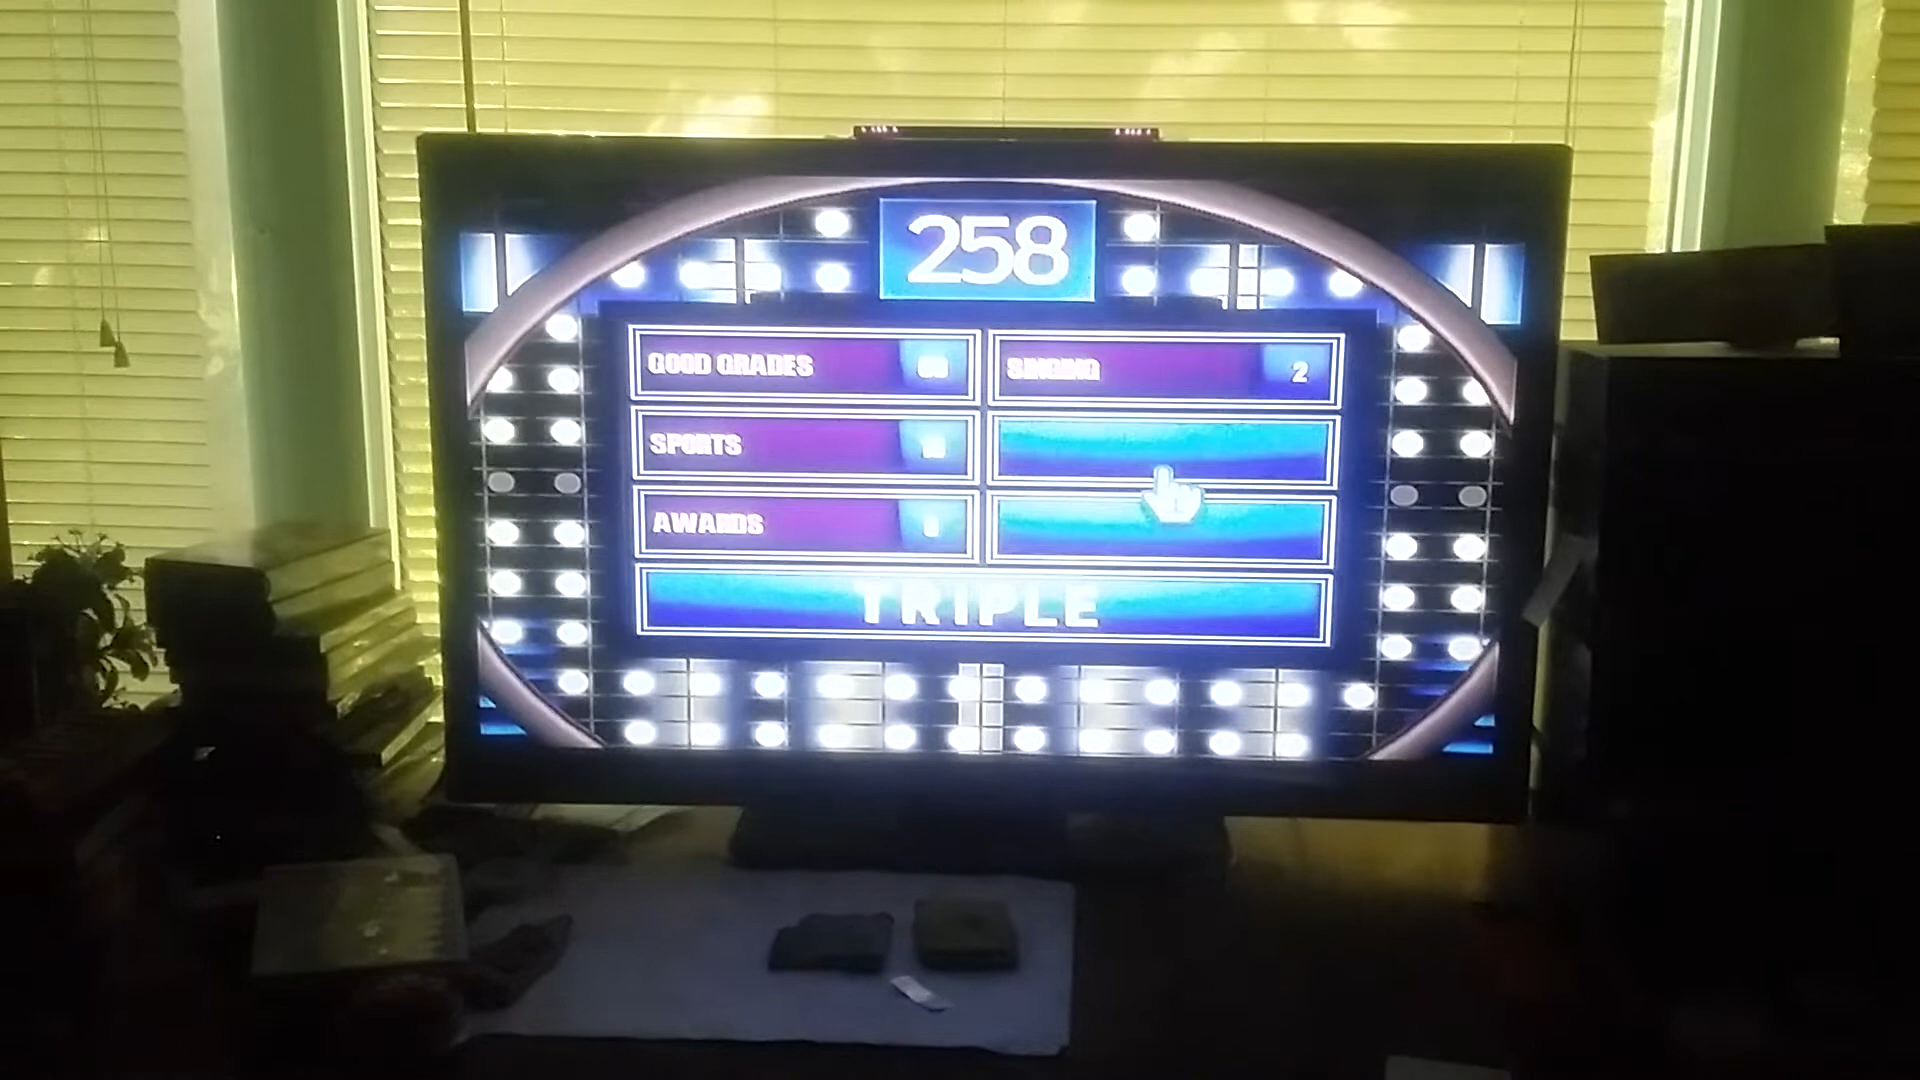 258
GOOD GRADES
SINGING 2
SPORTS
AWARDS
TRIPLE